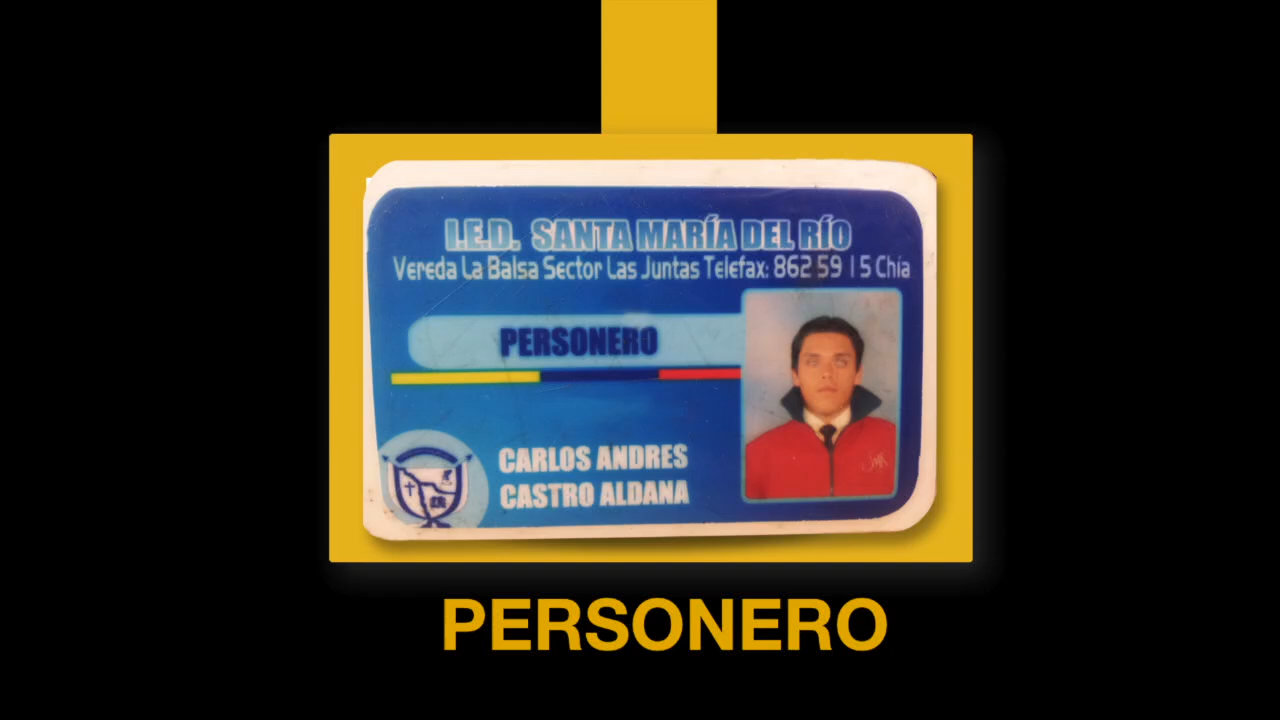 I.E.D. SANTA MARÍA DEL RÍO
Vereda La Balsa Sector Las Juntas Telefax: 862 59 15 Chía
PERSONERO
CARLOS ANDRES
CASTRO ALDANA
PERSONERO